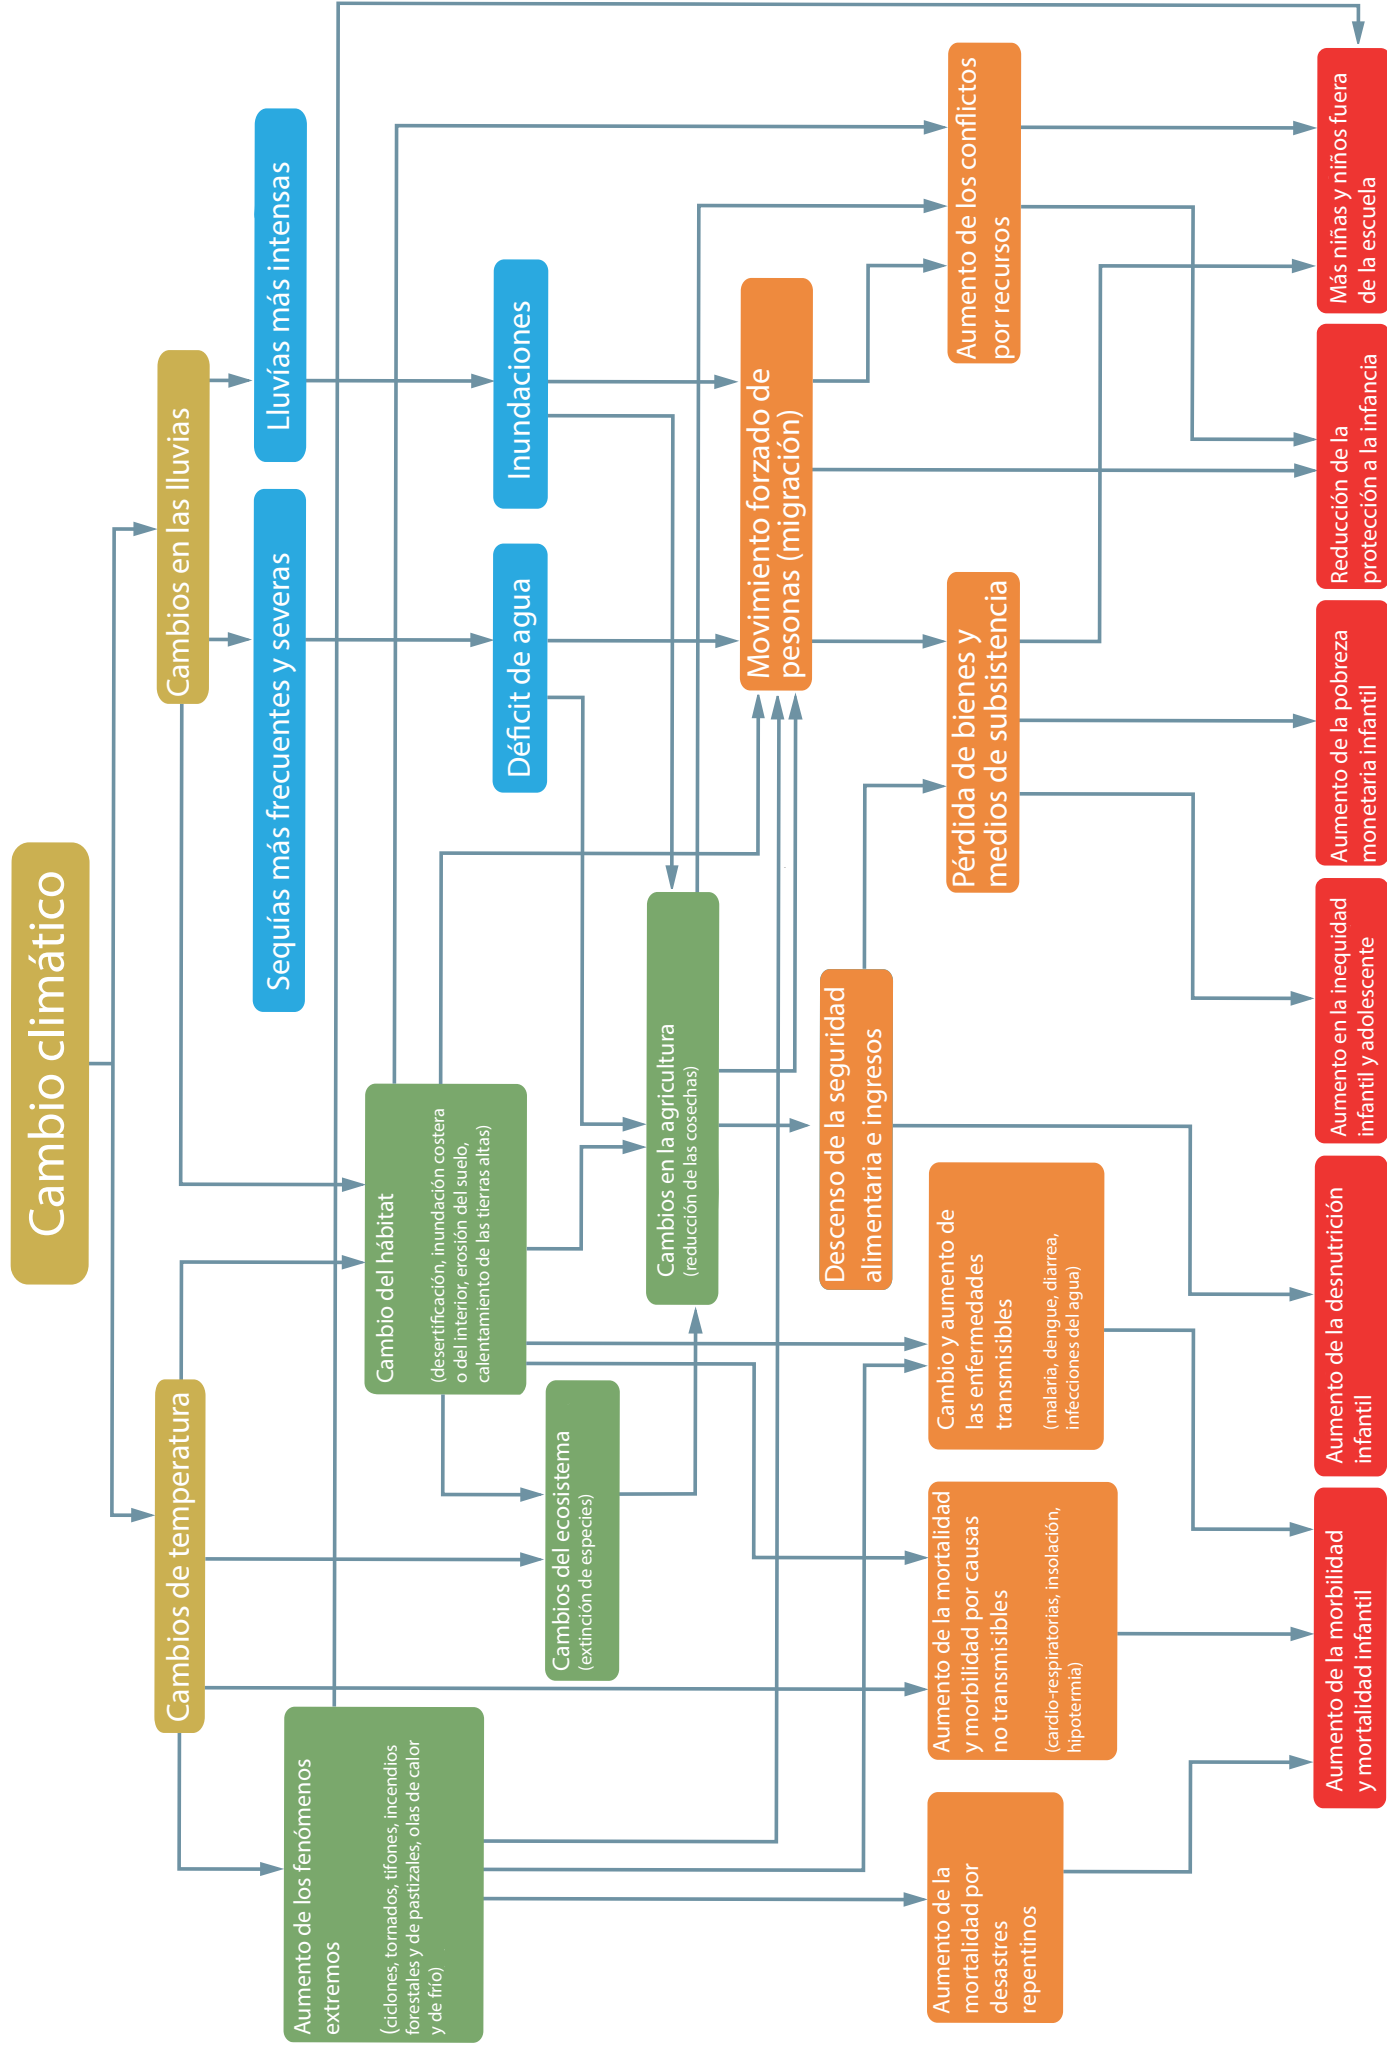 Cambio climático
Cambios de temperatura
Cambios en las lluvias
Aumento de los fenómenos
extremos
(ciclones, tornados, tifones, incendios
forestales y de pastizales, olas de calor
y de frío)
Cambio del hábitat
(desertificación, inundación costera
o del interior, erosión del suelo,
calentamiento de las tierras altas)
Sequías más frecuentes y severas
Lluvías más intensas
Cambios del ecosistema
(extinción de especies)
Déficit de agua
Inundaciones
Cambios en la agricultura
(reducción de las cosechas)
Movimiento forzado de
pesonas (migración)
Descenso de la seguridad
alimentaria e ingresos
Aumento de la
mortalidad por
desastres
repentinos
Aumento de la mortalidad
y morbilidad por causas
no transmisibles
(cardio-respiratorias, insolación,
hipotermia)
Cambio y aumento de
las enfermedades
transmisibles
(malaria, dengue, diarrea,
infecciones del agua)
Pérdida de bienes y
medios de subsistencia
Aumento de los conflictos
por recursos
Aumento de la morbilidad
y mortalidad infantil
Aumento de la desnutrición
infantil
Aumento en la inequidad
infantil y adolescente
Aumento de la pobreza
monetaria infantil
Reducción de la
protección a la infancia
Más niñas y niños fuera
de la escuela